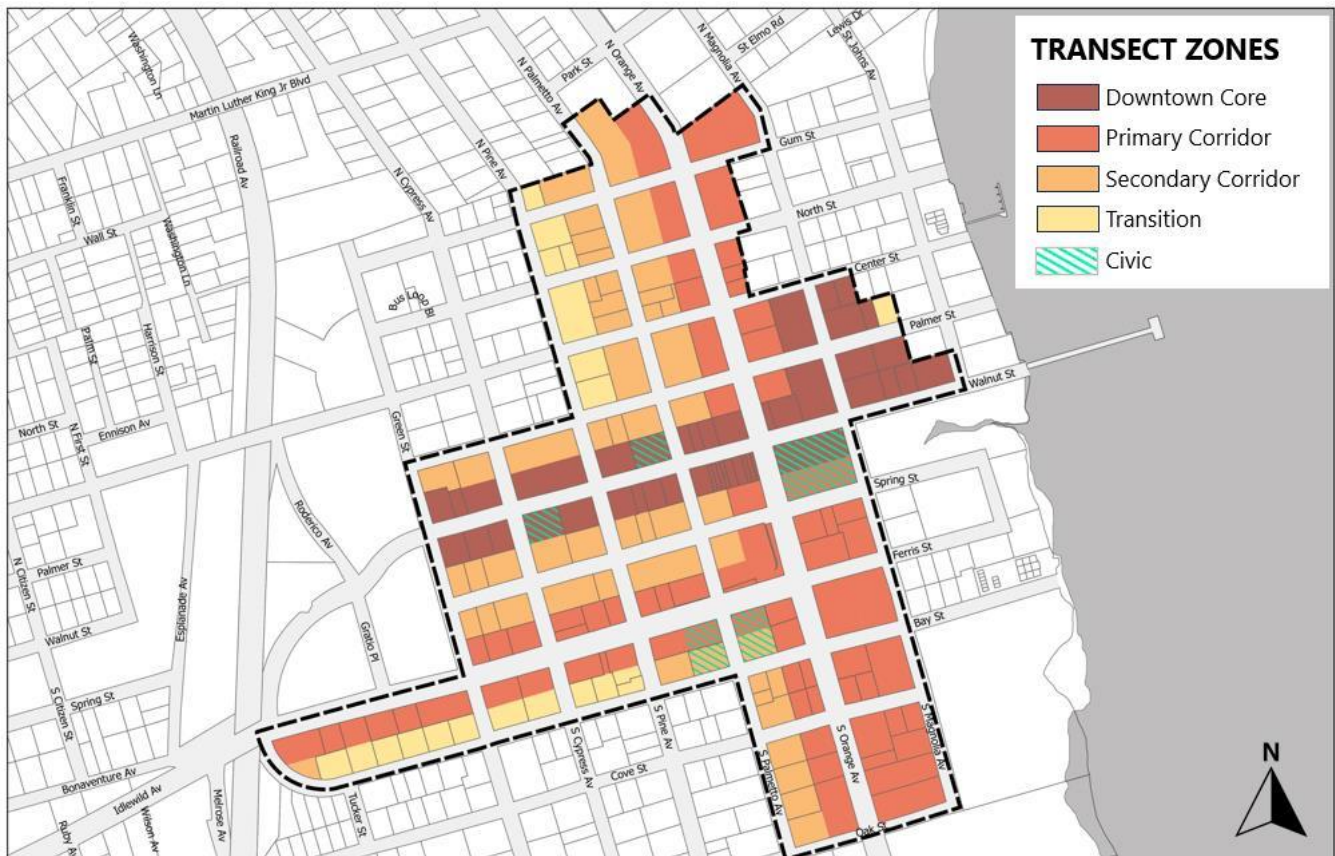 TRANSECT ZONES
Downtown Core
Primary Corridor
Secondary Corridor
Transition
Civic
N
Washington Ln
Martin Luther King Jr Blvd
Railroad Av
N Palmetto Av
Park St
N Orange Av
N Magnolia Av
St Elmo Rd
Lewis Dr
St Johns Av
Gum St
N Pine Av
N Cypress Av
Franklin St
Wall St
Washington Ln
North St
Center St
Palmer St
Walnut St
Bus Loop Bl
Palm St
Harrison St
North St
N First St
Ennison Av
Green St
Roderico Av
Spring St
Ferris St
Bay St
N Citizen St
Palmer St
Walnut St
Esplanade Av
Gratio Pl
S Citizen St
Spring St
Bonaventure Av
Idlewild Av
Ruby Av
Wilson Av
Melrose Av
Tucker St
S Cypress Av
S Pine Av
Cove St
S Palmetto Av
S Orange Av
S Magnolia Av
Oak St